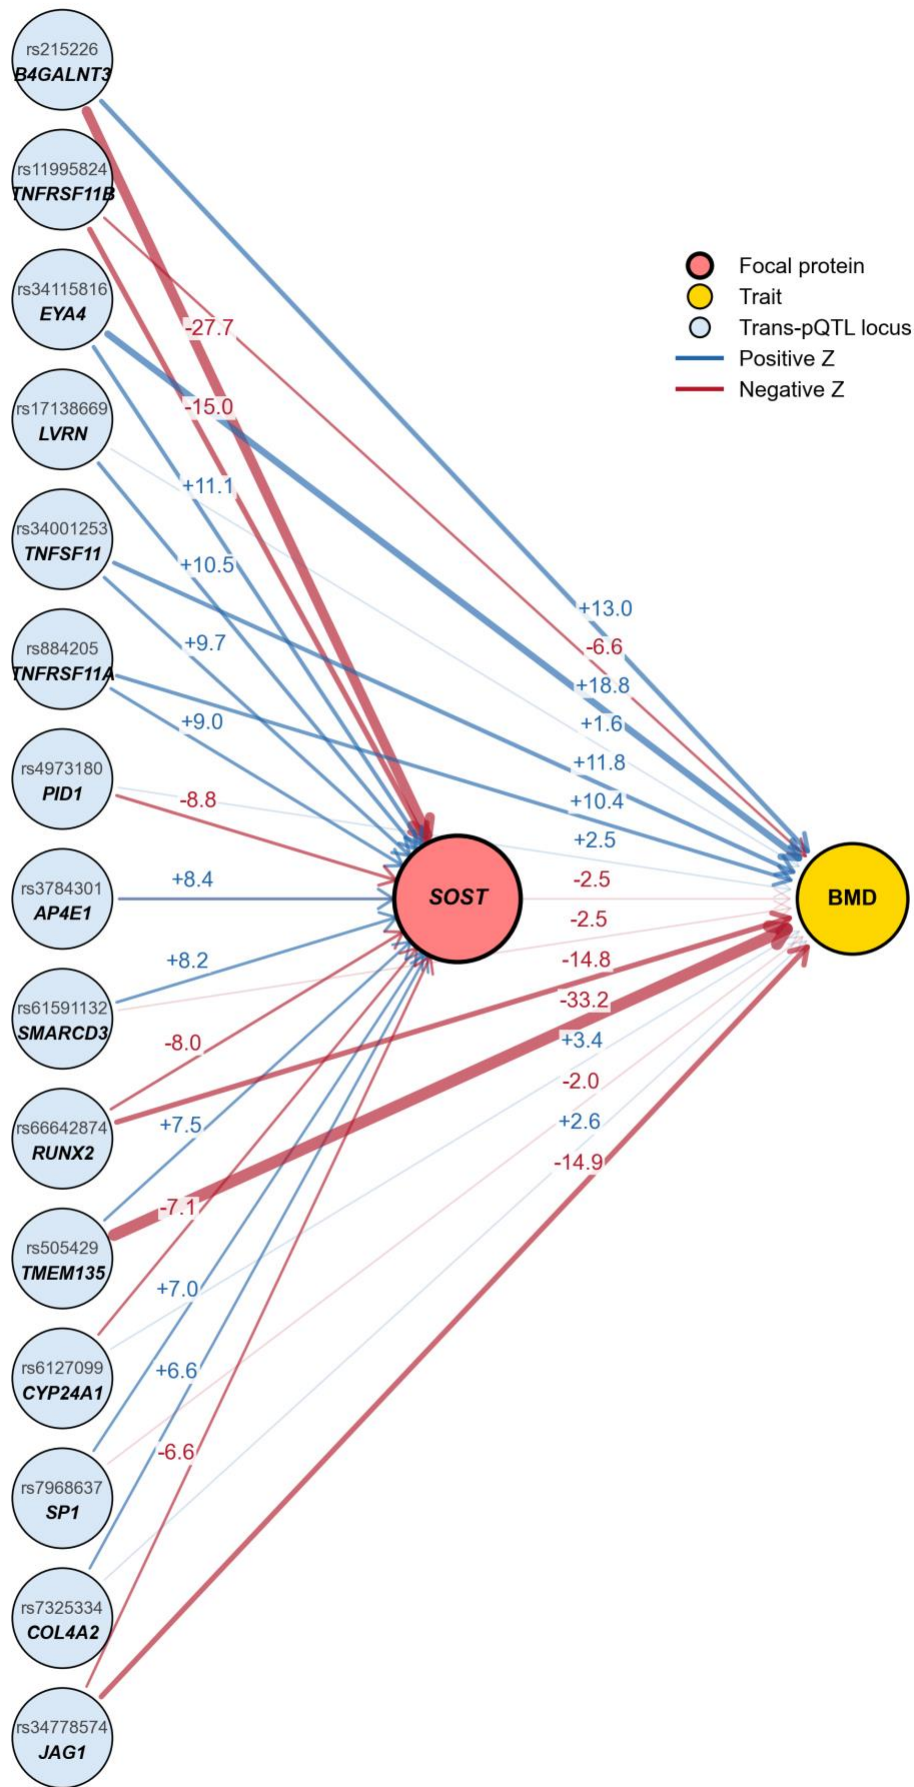 rs215226
B4GALNT3
rs11995824
TNFRSF11B
rs34115816
EYA4
rs17138669
LVRN
rs34001253
TNFSF11
rs884205
TNFRSF11A
rs4973180
PID1
rs3784301
AP4E1
rs61591132
SMARCD3
rs66642874
RUNX2
rs505429
TMEM135
rs6127099
CYP24A1
rs7968637
SP1
rs7325334
COL4A2
rs34778574
JAG1
-27.7
-15.0
+11.1
+10.5
+9.7
+9.0
-8.8
+8.4
+8.2
-8.0
+7.5
-7.1
+7.0
+6.6
-6.6
SOST
+13.0
-6.6
+18.8
+1.6
+11.8
+10.4
+2.5
-2.5
-2.5
-14.8
-33.2
+3.4
-2.0
+2.6
-14.9
BMD
Focal protein
Trait
Trans-pQTL locus
Positive Z
Negative Z